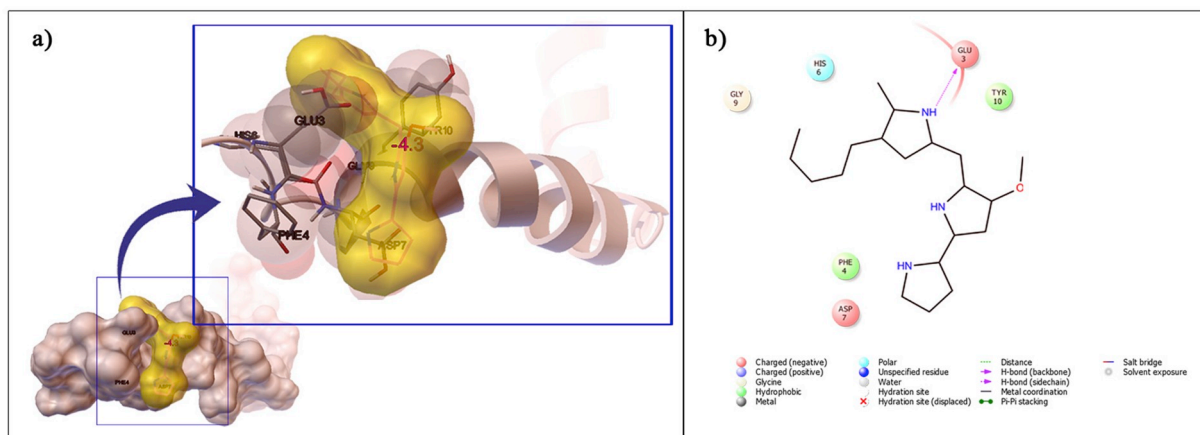 a)
GLU3
HIS6
TYR10
-4.3
PHE4
ASP7
GLU3
PHE4
b)
GLU
3
HIS
6
TYR
10
GLY
9
NH
O
HN
HN
PHE
4
ASP
7
Charged (negative)
Charged (positive)
Glycine
Hydrophobic
Metal
Polar
Unspecified residue
Water
Hydration site
Hydration site (displaced)
Distance
H-bond (backbone)
H-bond (sidechain)
Metal coordination
Pi-Pi stacking
Salt bridge
Solvent exposure